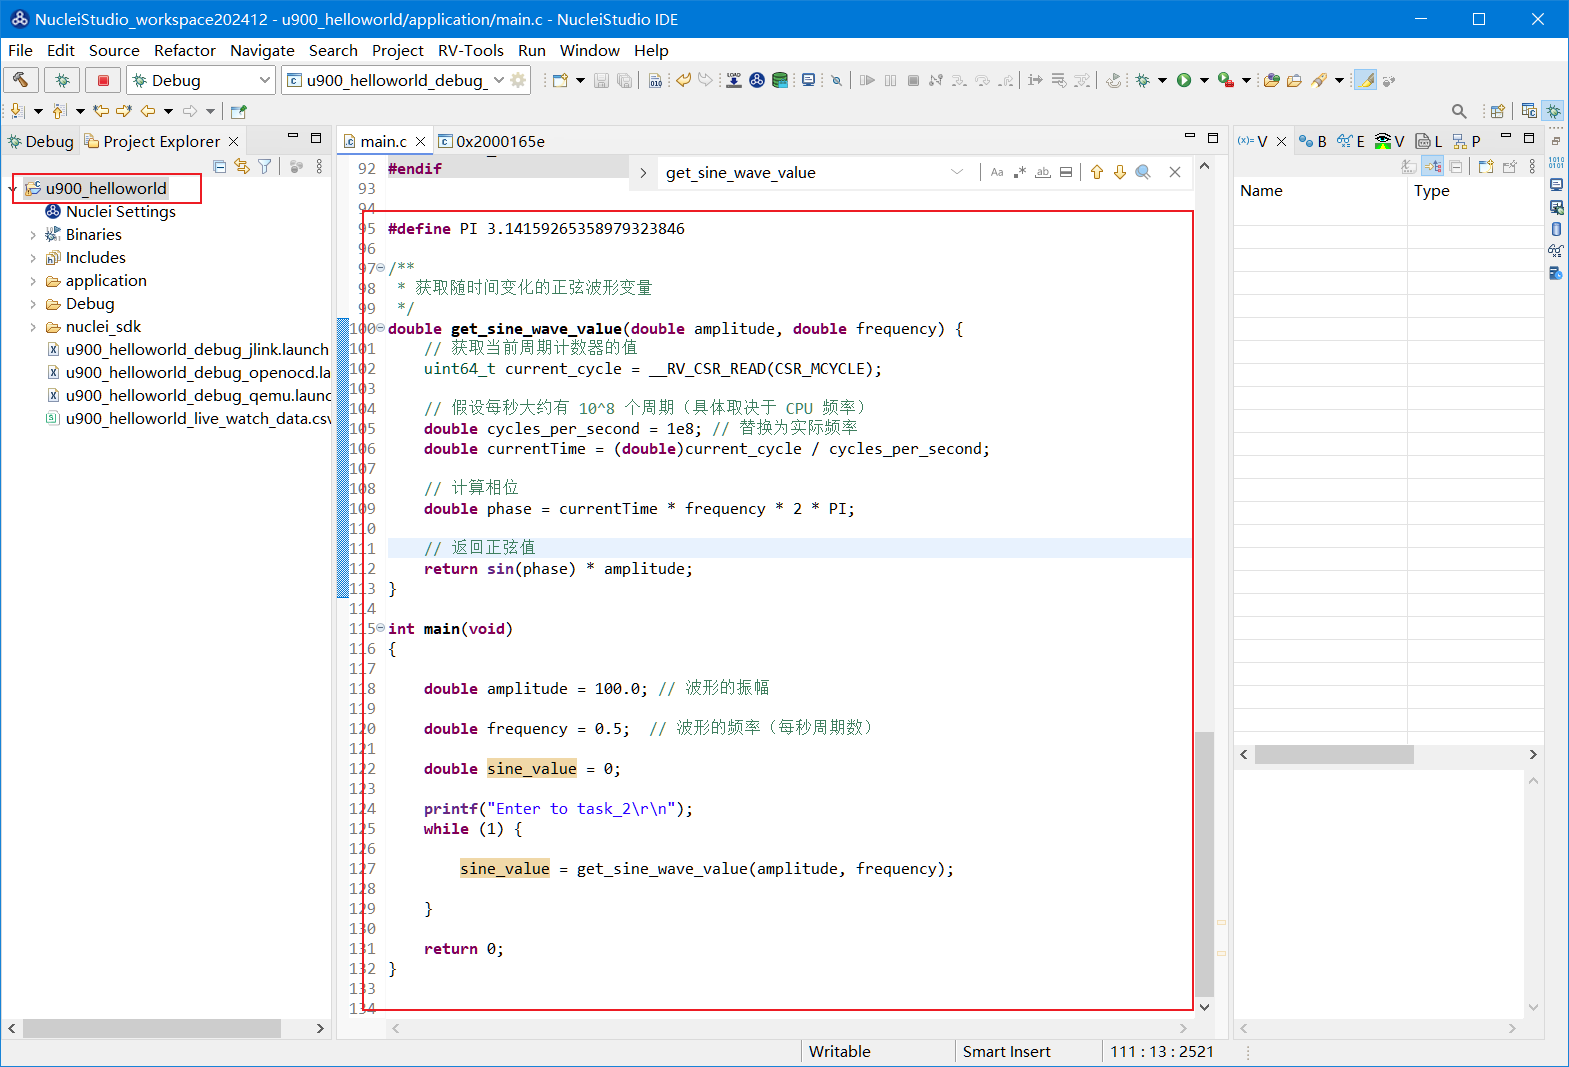 NucleiStudio_workspace202412 - u900_helloworld/application/main.c - NucleiStudio IDE
File Edit Source Refactor Navigate Search Project RV-Tools Run Window Help
Debug
u900_helloworld_debug_
Debug
Project Explorer
main.c
0x2000165e
V
B
E
V
L
P
u900_helloworld
Nuclei Settings
Binaries
Includes
application
Debug
nuclei_sdk
u900_helloworld_debug_jlink.launch
u900_helloworld_debug_openocd.la
u900_helloworld_debug_qemu.launc
u900_helloworld_live_watch_data.csv
get_sine_wave_value
Aa
Name Type
92 #endif
93
94
95 #define PI 3.14159265358979323846
96
97 /**
98 * 获取随时间变化的正弦波形变量
99 */
100 double get_sine_wave_value(double amplitude, double frequency) {
101 // 获取当前周期计数器的值
102 uint64_t current_cycle = __RV_CSR_READ(CSR_MCYCLE);
103
104 // 假设每秒大约有 10^8 个周期（具体取决于 CPU 频率）
105 double cycles_per_second = 1e8; // 替换为实际频率
106 double currentTime = (double)current_cycle / cycles_per_second;
107
108 // 计算相位
109 double phase = currentTime * frequency * 2 * PI;
110
111 // 返回正弦值
112 return sin(phase) * amplitude;
113 }
114
115 int main(void)
116 {
117
118 double amplitude = 100.0; // 波形的振幅
119
120 double frequency = 0.5; // 波形的频率（每秒周期数）
121
122 double sine_value = 0;
123
124 printf("Enter to task_2\r\n");
125 while (1) {
126
127 sine_value = get_sine_wave_value(amplitude, frequency);
128
129 }
130
131 return 0;
132 }
133
134
Writable
Smart Insert
111 : 13 : 2521